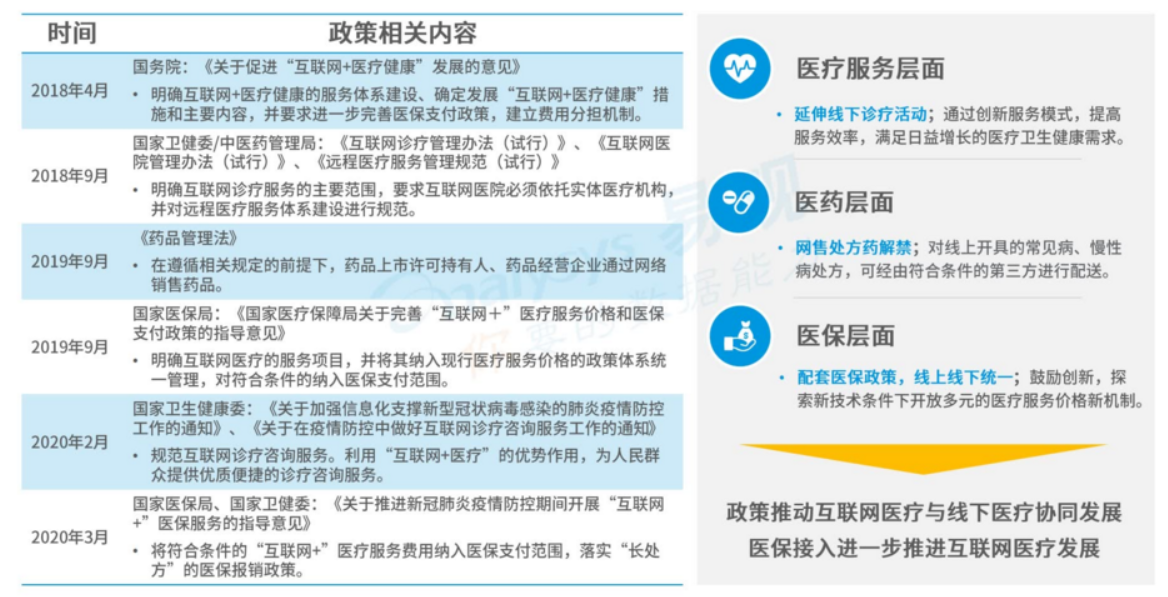 时间
政策相关内容
2018年4月
国务院：《关于促进“互联网+医疗健康”发展的意见》
• 明确互联网+医疗健康的服务体系建设、确定发展“互联网+医疗健康”措
施和主要内容，并要求进一步完善医保支付政策，建立费用分担机制。
2018年9月
国家卫健委/中医药管理局：《互联网诊疗管理办法（试行）》、《互联网医
院管理办法（试行）》、《远程医疗服务管理规范（试行）》
• 明确互联网诊疗服务的主要范围，要求互联网医院必须依托实体医疗机构，
并对远程医疗服务体系建设进行规范。
2019年9月
《药品管理法》
• 在遵循相关规定的前提下，药品上市许可持有人、药品经营企业通过网络
销售药品。
2019年9月
国家医保局：《国家医疗保障局关于完善“互联网＋”医疗服务价格和医保
支付政策的指导意见》
• 明确互联网医疗的服务项目，并将其纳入现行医疗服务价格的政策体系统
一管理，对符合条件的纳入医保支付范围。
2020年2月
国家卫生健康委：《关于加强信息化支撑新型冠状病毒感染的肺炎疫情防控
工作的通知》、《关于在疫情防控中做好互联网诊疗咨询服务工作的通知》
• 规范互联网诊疗咨询服务。利用“互联网+医疗”的优势作用，为人民群
众提供优质便捷的诊疗咨询服务。
2020年3月
国家医保局、国家卫健委：《关于推进新冠肺炎疫情防控期间开展“互联网
+”医保服务的指导意见》
• 将符合条件的“互联网+”医疗服务费用纳入医保支付范围，落实“长处
方”的医保报销政策。
医疗服务层面
• 延伸线下诊疗活动；通过创新服务模式，提高
服务效率，满足日益增长的医疗卫生健康需求。
医药层面
• 网售处方药解禁；对线上开具的常见病、慢性
病处方，可经由符合条件的第三方进行配送。
医保层面
• 配套医保政策，线上线下统一；鼓励创新，探
索新技术条件下开放多元的医疗服务价格新机制。
政策推动互联网医疗与线下医疗协同发展
医保接入进一步推进互联网医疗发展
analysys 易观
你要的数据能